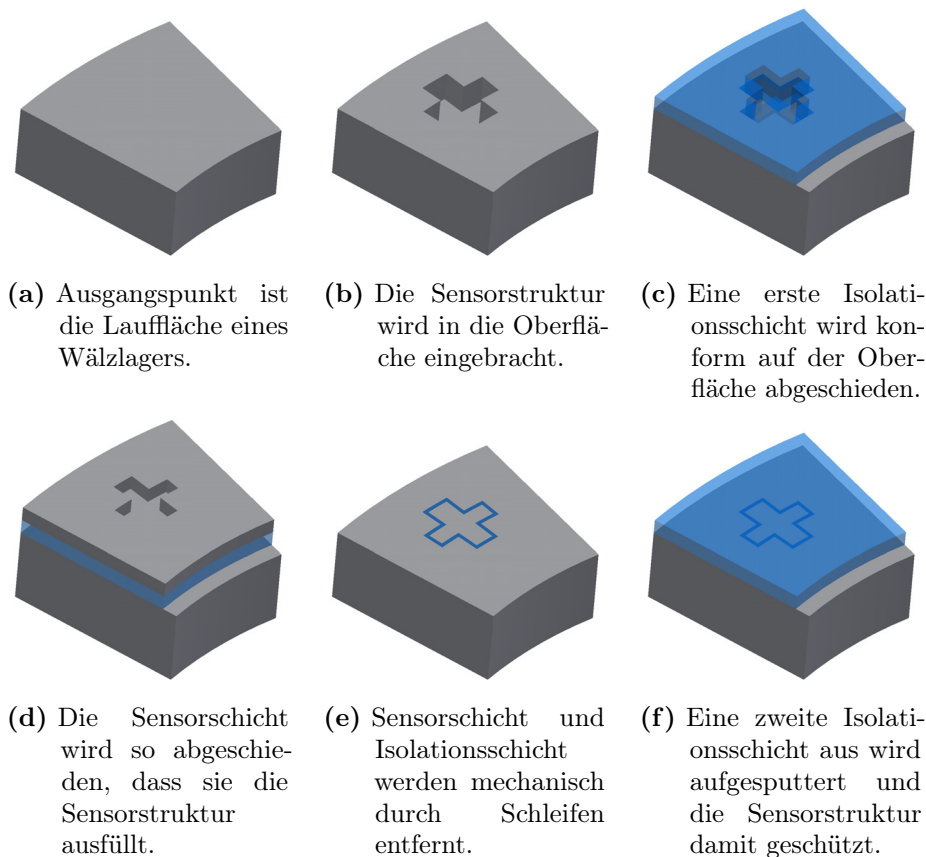 (a) Ausgangspunkt ist
die Lauffläche eines
Wälzlagers.
(b) Die Sensorstruktur
wird in die Oberflä-
che eingebracht.
(c) Eine erste Isolati-
onsschicht wird kon-
form auf der Ober-
fläche abgeschieden.
(d) Die Sensorschicht
wird so abgeschie-
den, dass sie die
Sensorstruktur
ausfüllt.
(e) Sensorschicht und
Isolationsschicht
werden mechanisch
durch Schleifen
entfernt.
(f) Eine zweite Isolati-
onsschicht aus wird
aufgesputtert und
die Sensorstruktur
damit geschützt.